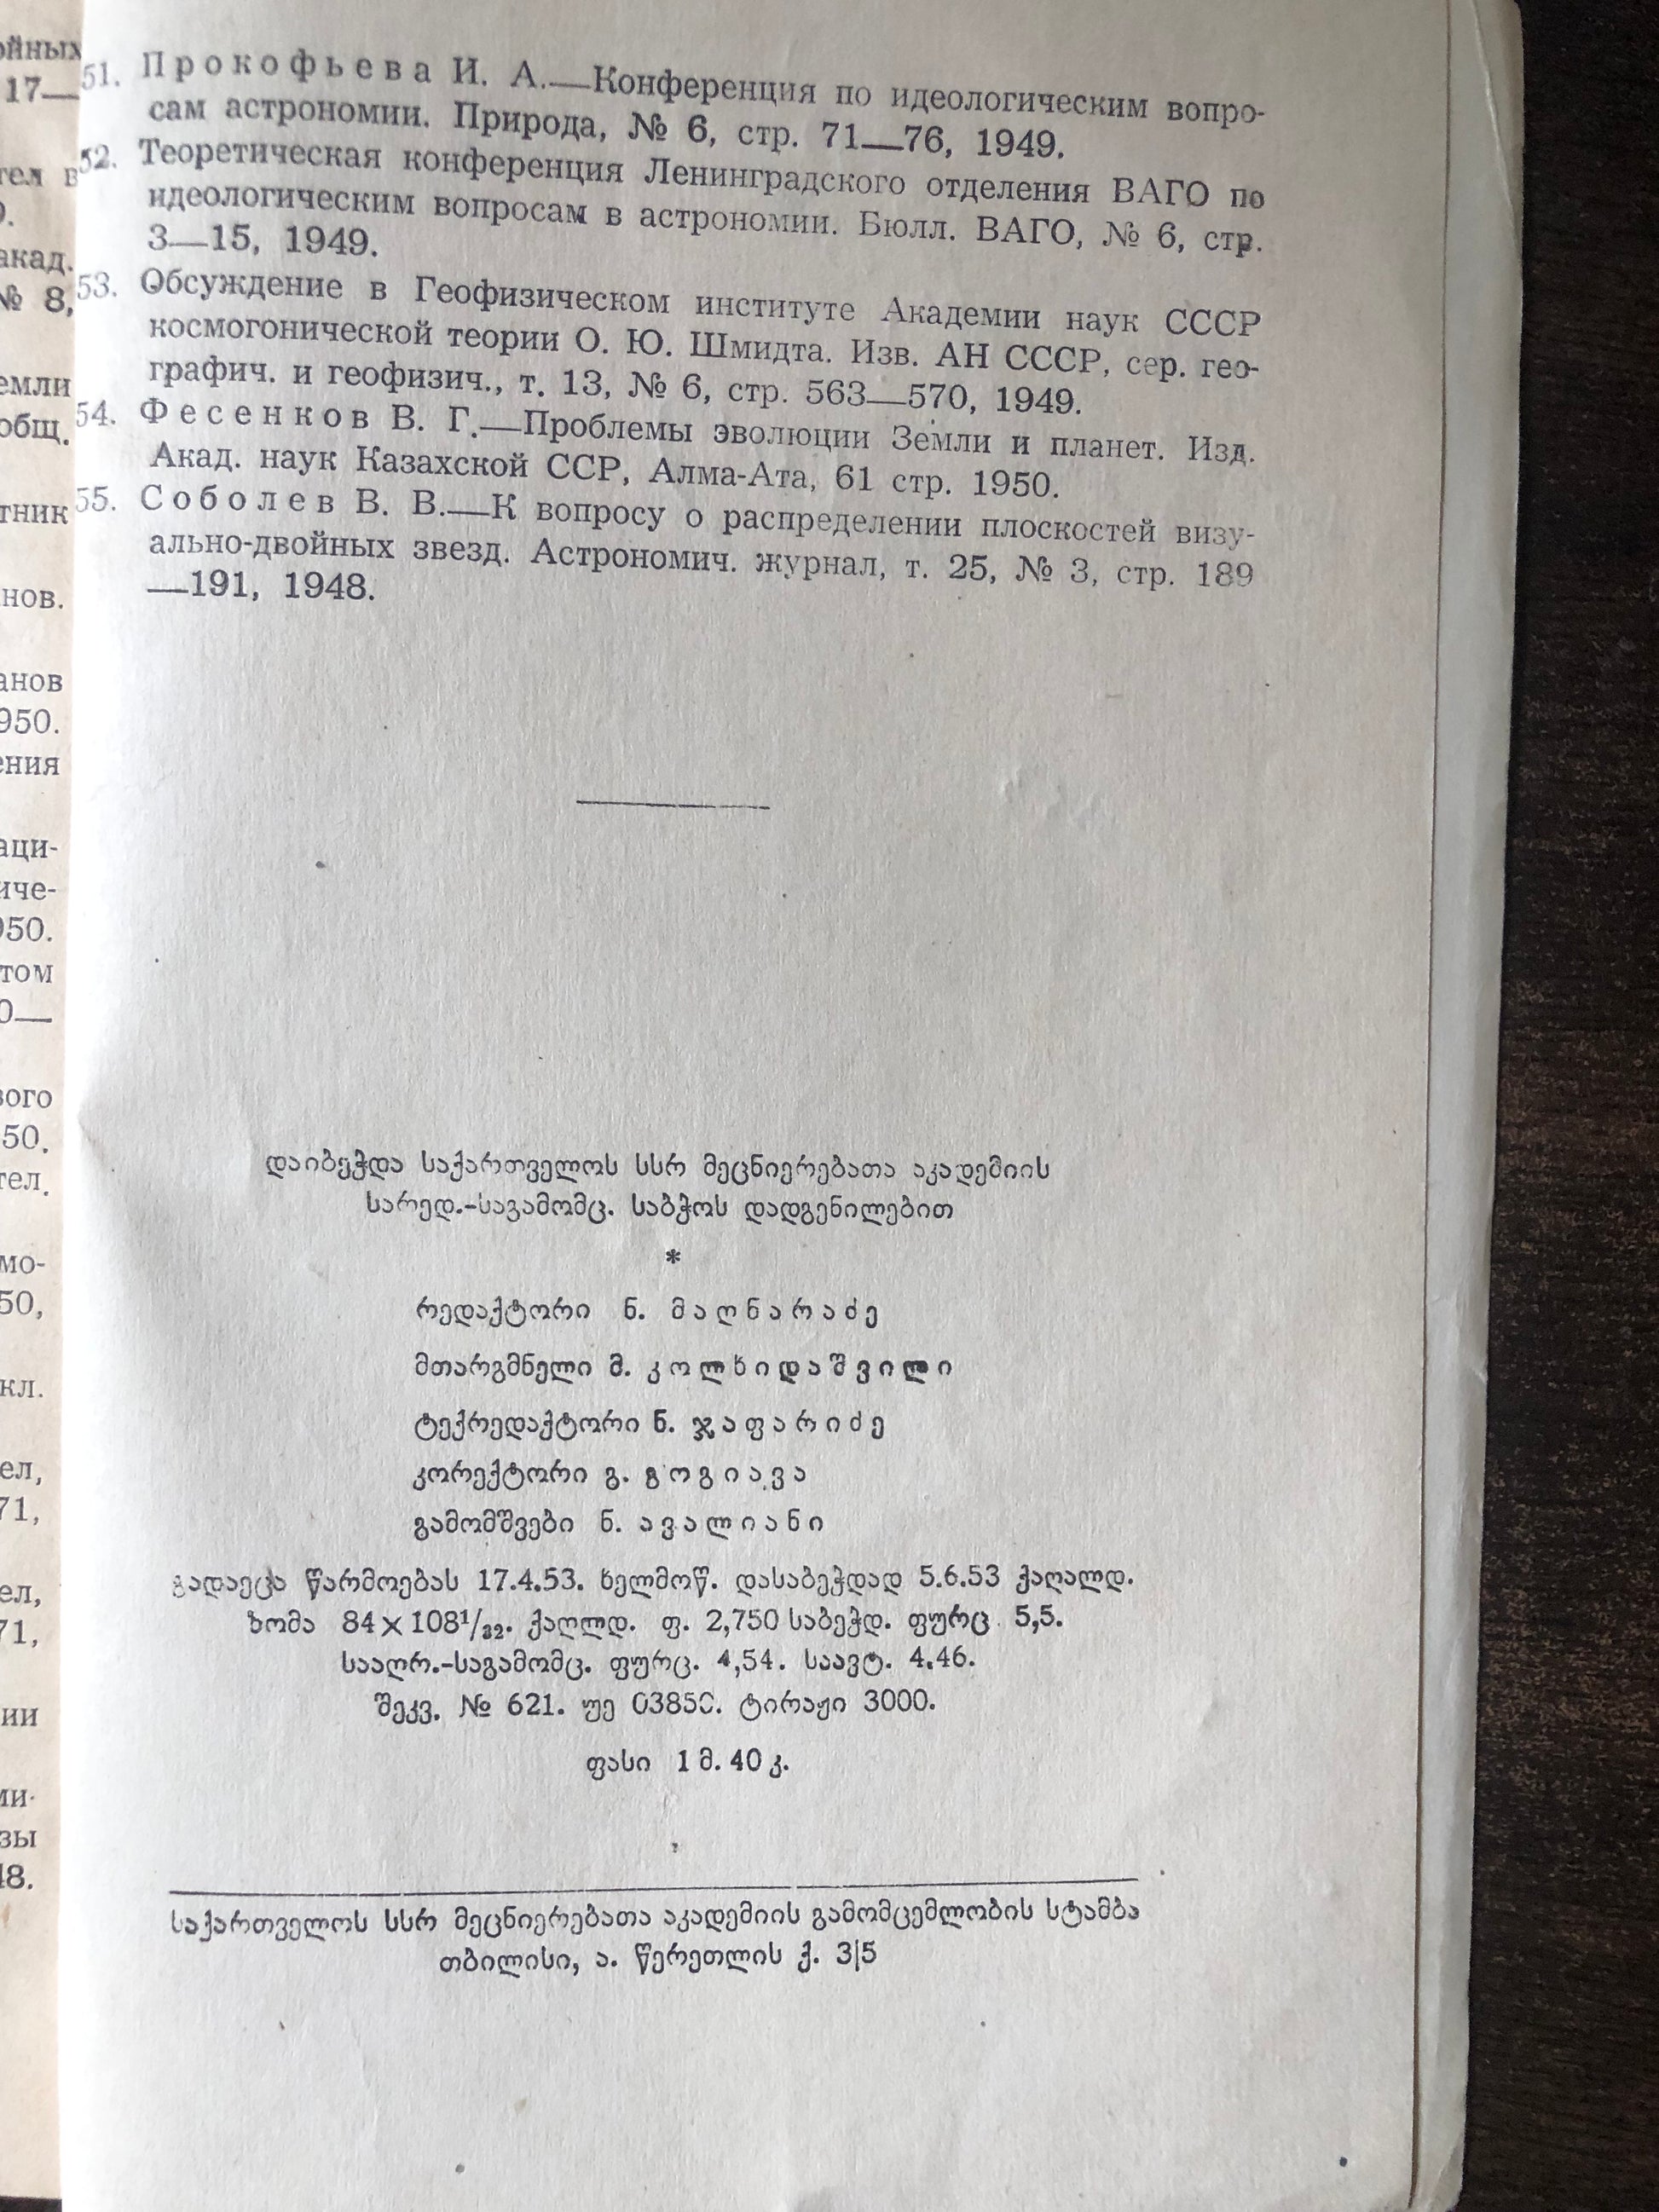 51. Прокофьева И. А.—Конференция по идеологическим вопро-
сам астрономии. Природа, № 6, стр. 71—76, 1949.
52. Теоретическая конференция Ленинградского отделения ВАГО по
идеологическим вопросам в астрономии. Бюлл. ВАГО, № 6, стр.
3—15, 1949.
53. Обсуждение в Геофизическом институте Академии наук СССР
космогонической теории О. Ю. Шмидта. Изв. АН СССР, сер. гео-
графич. и геофизич., т. 13, № 6, стр. 563—570, 1949.
54. Фесенков В. Г.—Проблемы эволюции Земли и планет. Изд.
Акад. наук Казахской ССР, Алма-Ата, 61 стр. 1950.
55. Соболев В. В.—К вопросу о распределении плоскостей визу-
ально-двойных звезд. Астрономич. журнал, т. 25, № 3, стр. 189
—191, 1948.
დაიბეჭდა საქართველოს სსრ მეცნიერებათა აკადემიის
სარედ.-საგამომც. საბჭოს დადგენილებით
*
რედაქტორი ნ. მაღნარაძე
მთარგმნელი მ. კოლხიდაშვილი
ტექრედაქტორი ნ. ჯაფარიძე
კორექტორი გ. გოგიავა
გამომშვები ნ. ავალიანი
გადაეცა წარმოებას 17.4.53. ხელმოწ. დასაბეჭდად 5.6.53 ქაღალდ.
ზომა 84×108¹/₃₂. ქაღლდ. ფ. 2,750 საბეჭდ. ფურც 5,5.
სააღრ.-საგამომც. ფურც. 4,54. საავტ. 4.46.
შეკვ. № 621. უე 03850. ტირაჟი 3000.
ფასი 1 მ. 40 კ.
საქართველოს სსრ მეცნიერებათა აკადემიის გამომცემლობის სტამბა
თბილისი, ა. წერეთლის ქ. 3|5